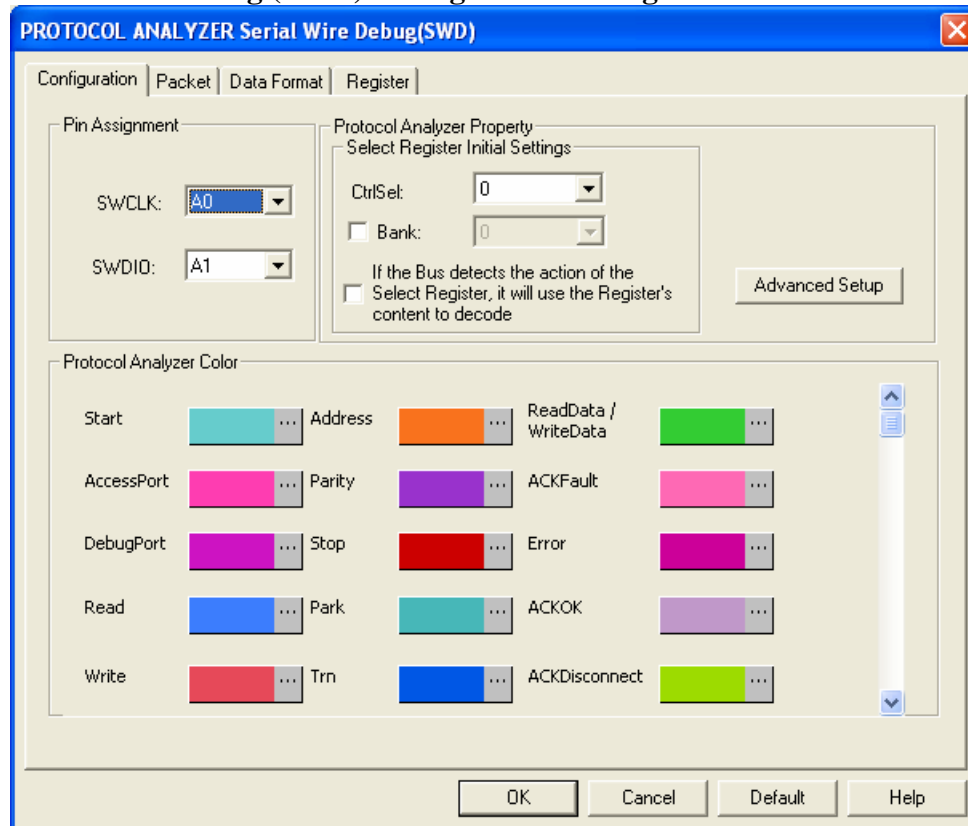 PROTOCOL ANALYZER Serial Wire Debug(SWD)
Configuration Packet Data Format Register
Pin Assignment
SWCLK: A0
SWDIO: A1
Protocol Analyzer Property
Select Register Initial Settings
CtrlSel: 0
Bank: 0
If the Bus detects the action of the
Select Register, it will use the Register's
content to decode
Advanced Setup
Protocol Analyzer Color
Start ... Address ... ReadData /
WriteData ...
AccessPort ... Parity ... ACKFault ...
DebugPort ... Stop ... Error ...
Read ... Park ... ACKOK ...
Write ... Trn ... ACKDisconnect ...
OK Cancel Default Help